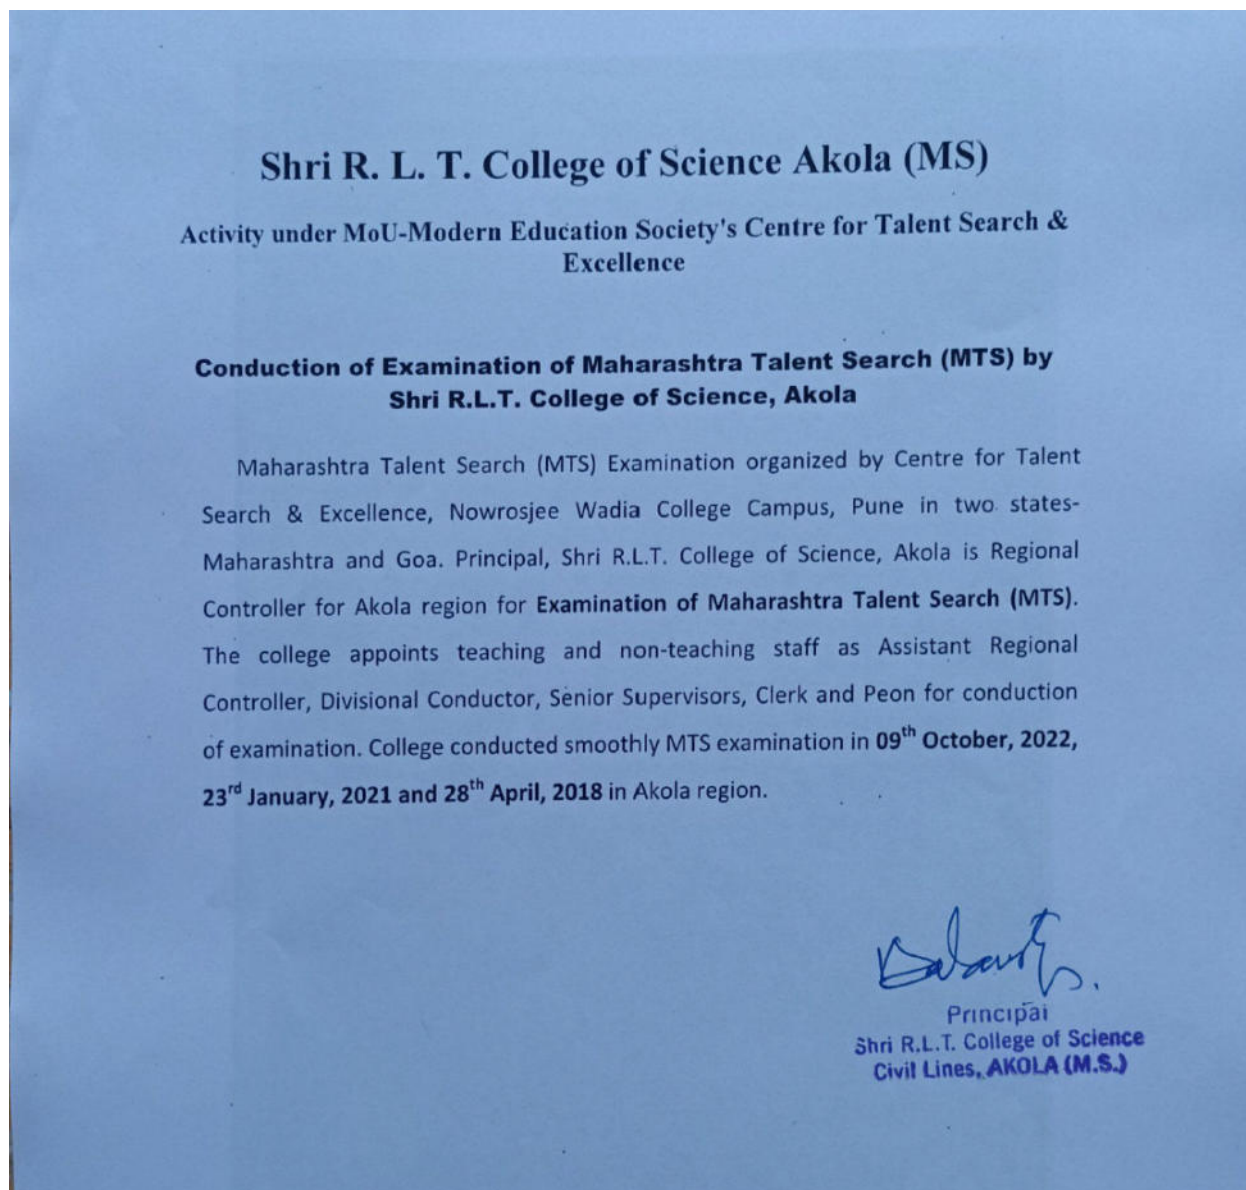 Shri R. L. T. College of Science Akola (MS)
Activity under MoU-Modern Education Society's Centre for Talent Search &
Excellence
Conduction of Examination of Maharashtra Talent Search (MTS) by
Shri R.L.T. College of Science, Akola
Maharashtra Talent Search (MTS) Examination organized by Centre for Talent
Search & Excellence, Nowrosjee Wadia College Campus, Pune in two states-
Maharashtra and Goa. Principal, Shri R.L.T. College of Science, Akola is Regional
Controller for Akola region for Examination of Maharashtra Talent Search (MTS).
The college appoints teaching and non-teaching staff as Assistant Regional
Controller, Divisional Conductor, Senior Supervisors, Clerk and Peon for conduction
of examination. College conducted smoothly MTS examination in 09th October, 2022,
23rd January, 2021 and 28th April, 2018 in Akola region.
Principal
Shri R.L.T. College of Science
Civil Lines, AKOLA (M.S.)